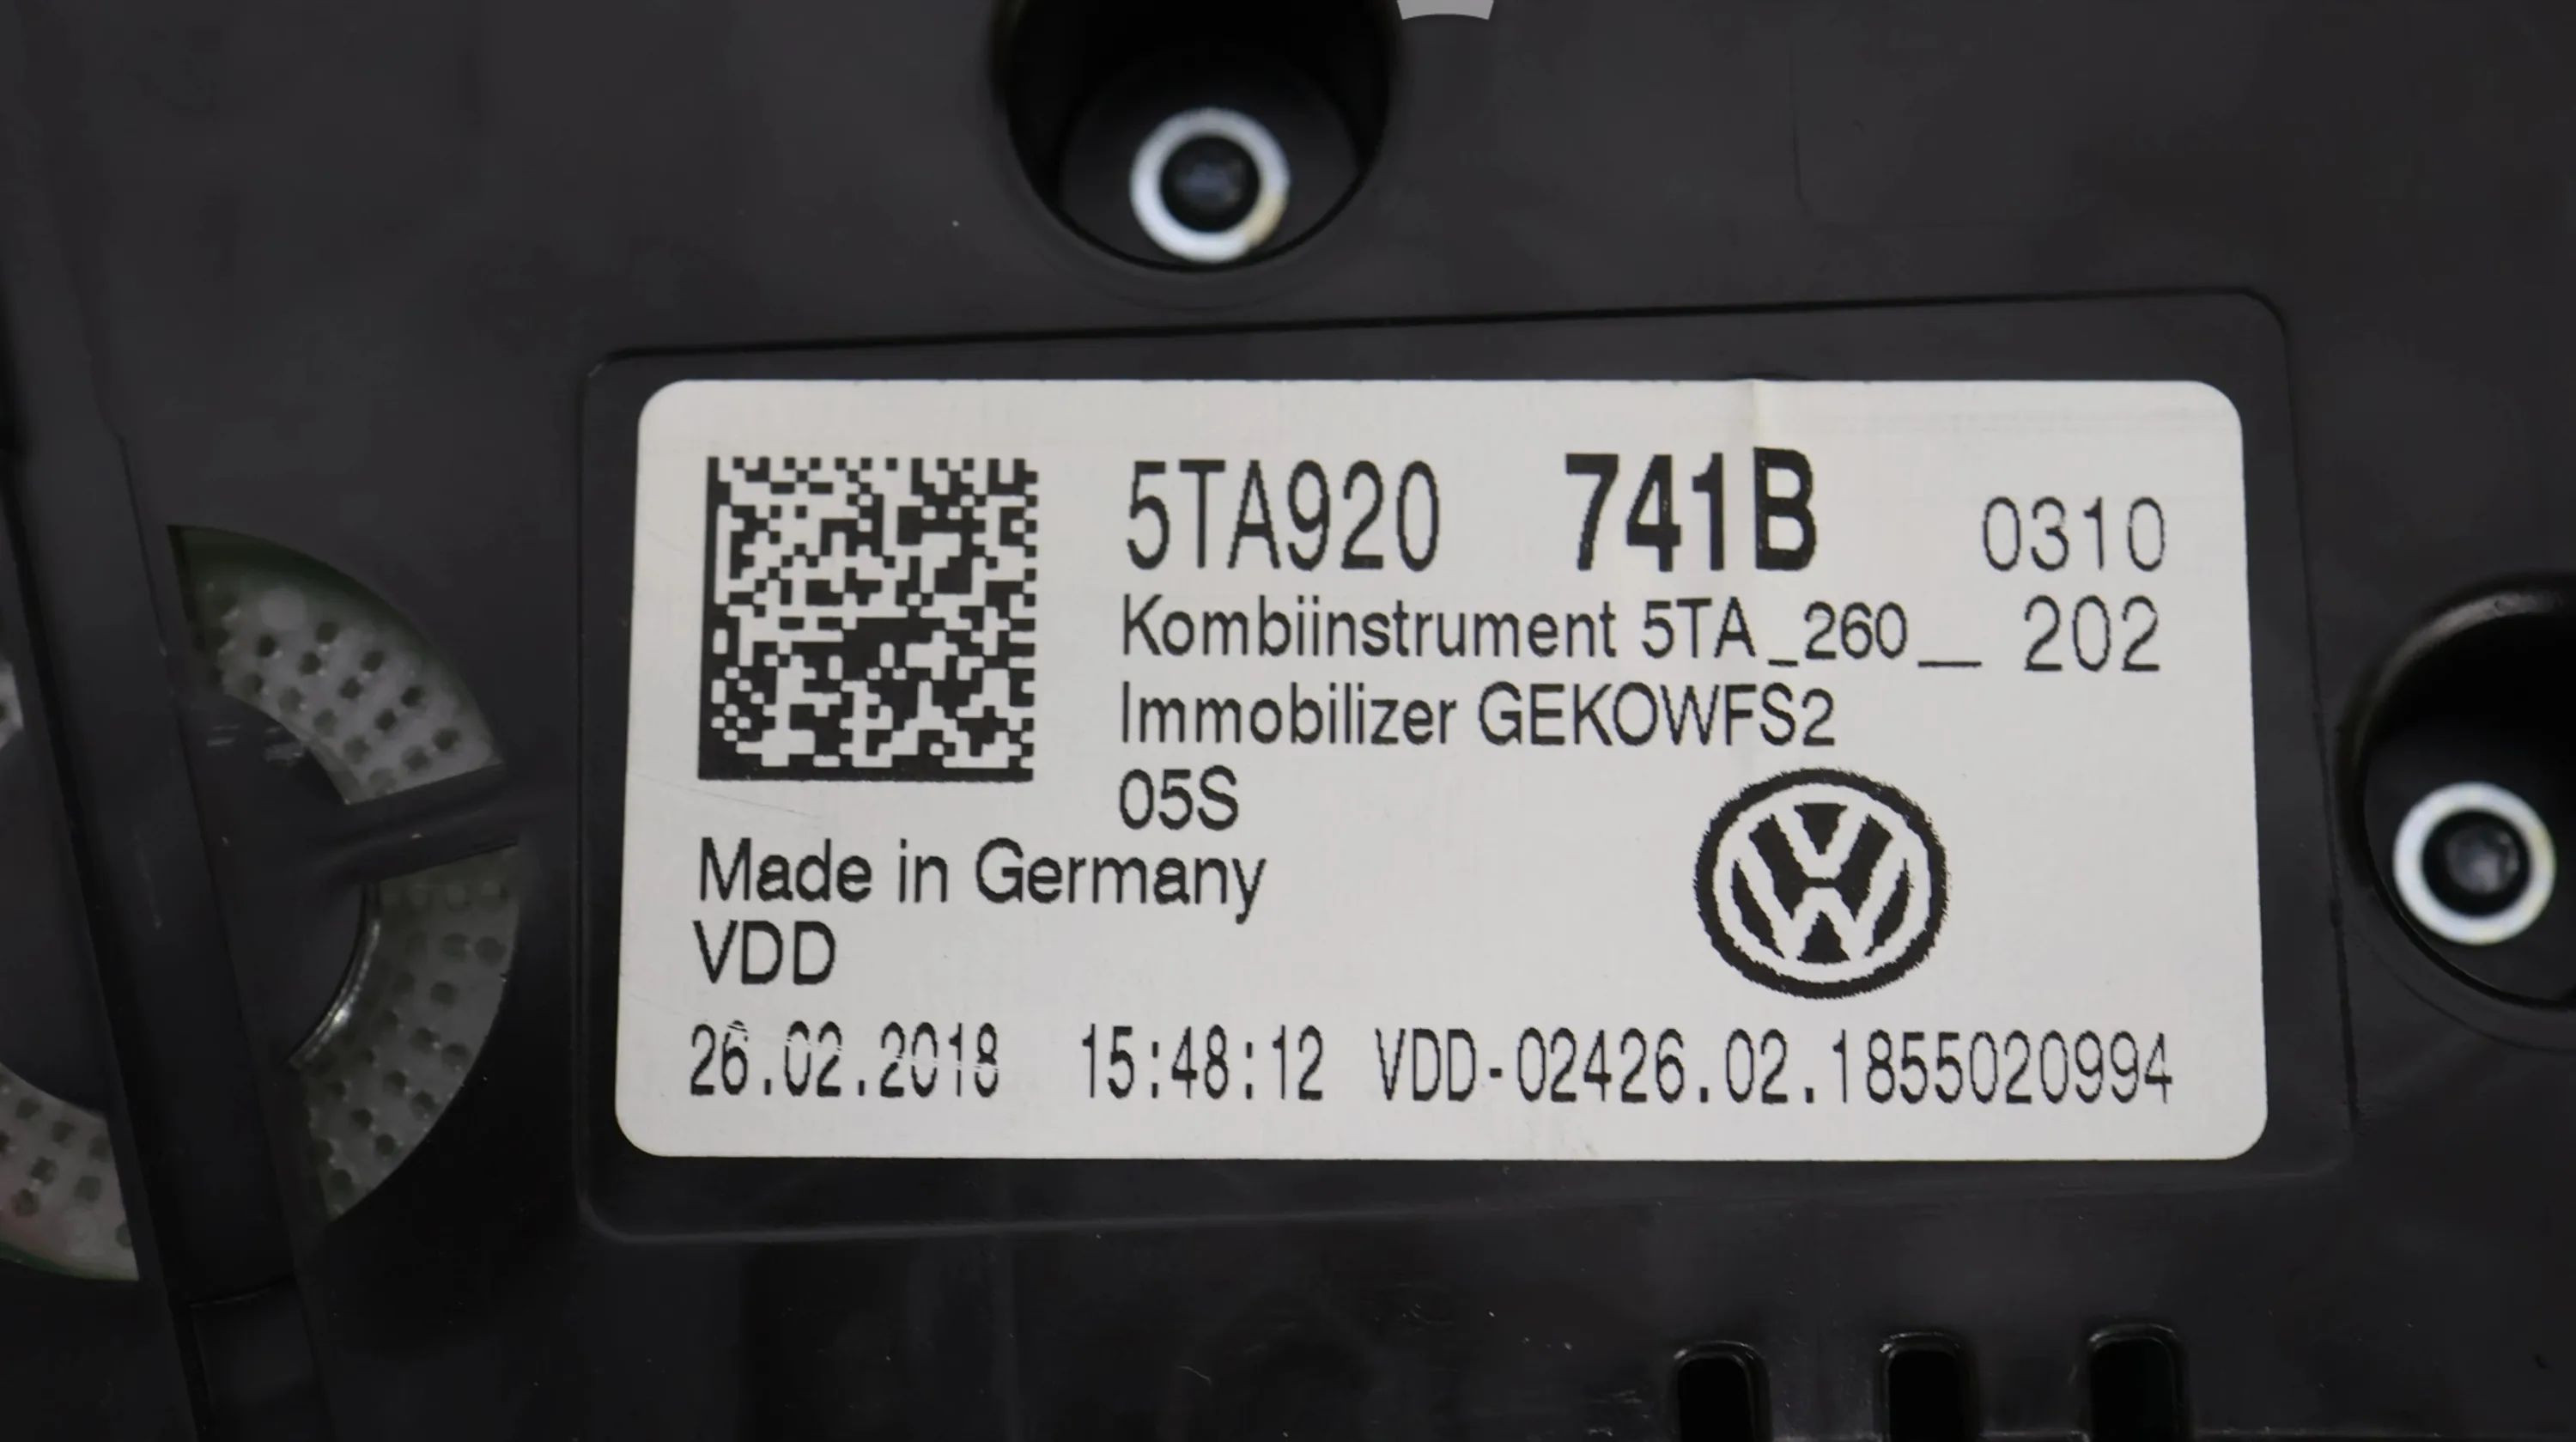 5TA920 741B 0310
Kombiinstrument 5TA_260__ 202
Immobilizer GEKOWFS2
05S
Made in Germany
VDD
26.02.2018 15:48:12 VDD-02426.02.1855020994